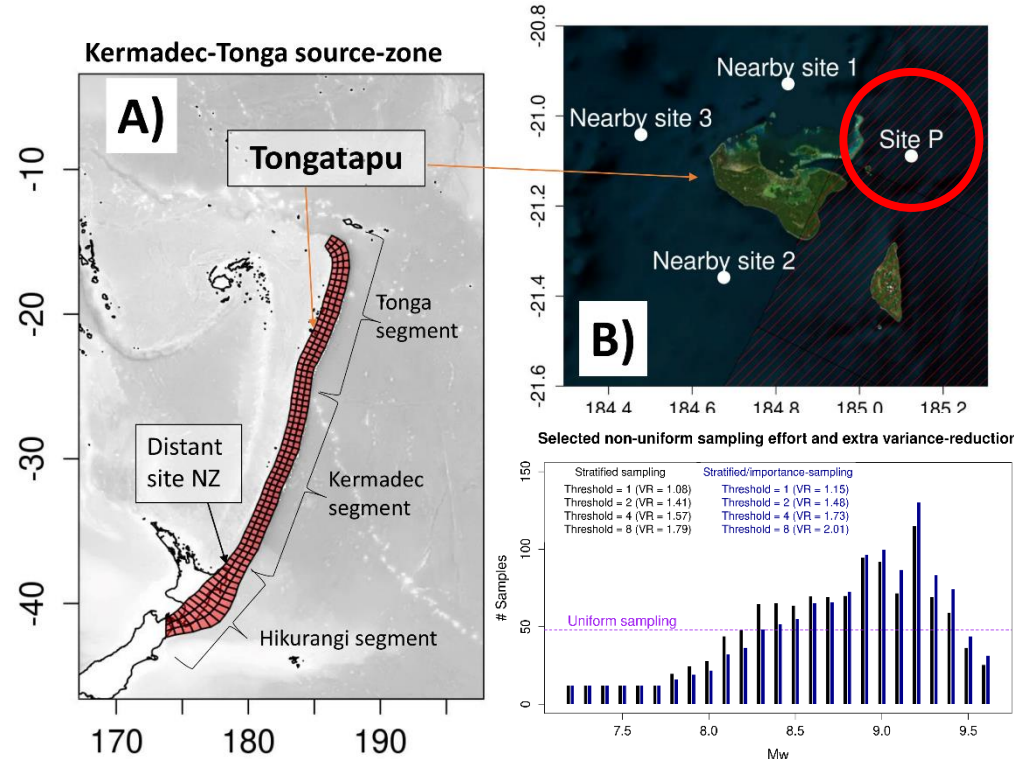 Kermadec-Tonga source-zone
A)
Tongatapu
Tonga
segment
Distant
site NZ
Kermadec
segment
Hikurangi segment
-10
-20
-30
-40
170
180
190
-20.8
-21.0
-21.2
-21.4
-21.6
Nearby site 1
Nearby site 3
Site P
Nearby site 2
B)
184.4
184.6
184.8
185.0
185.2
Selected non-uniform sampling effort and extra variance-reduction
Stratified sampling
Threshold = 1 (VR = 1.08)
Threshold = 2 (VR = 1.41)
Threshold = 4 (VR = 1.57)
Threshold = 8 (VR = 1.79)
Stratified/importance-sampling
Threshold = 1 (VR = 1.15)
Threshold = 2 (VR = 1.48)
Threshold = 4 (VR = 1.73)
Threshold = 8 (VR = 2.01)
Uniform sampling
# Samples
150
100
50
0
7.5
8.0
8.5
9.0
9.5
Mw